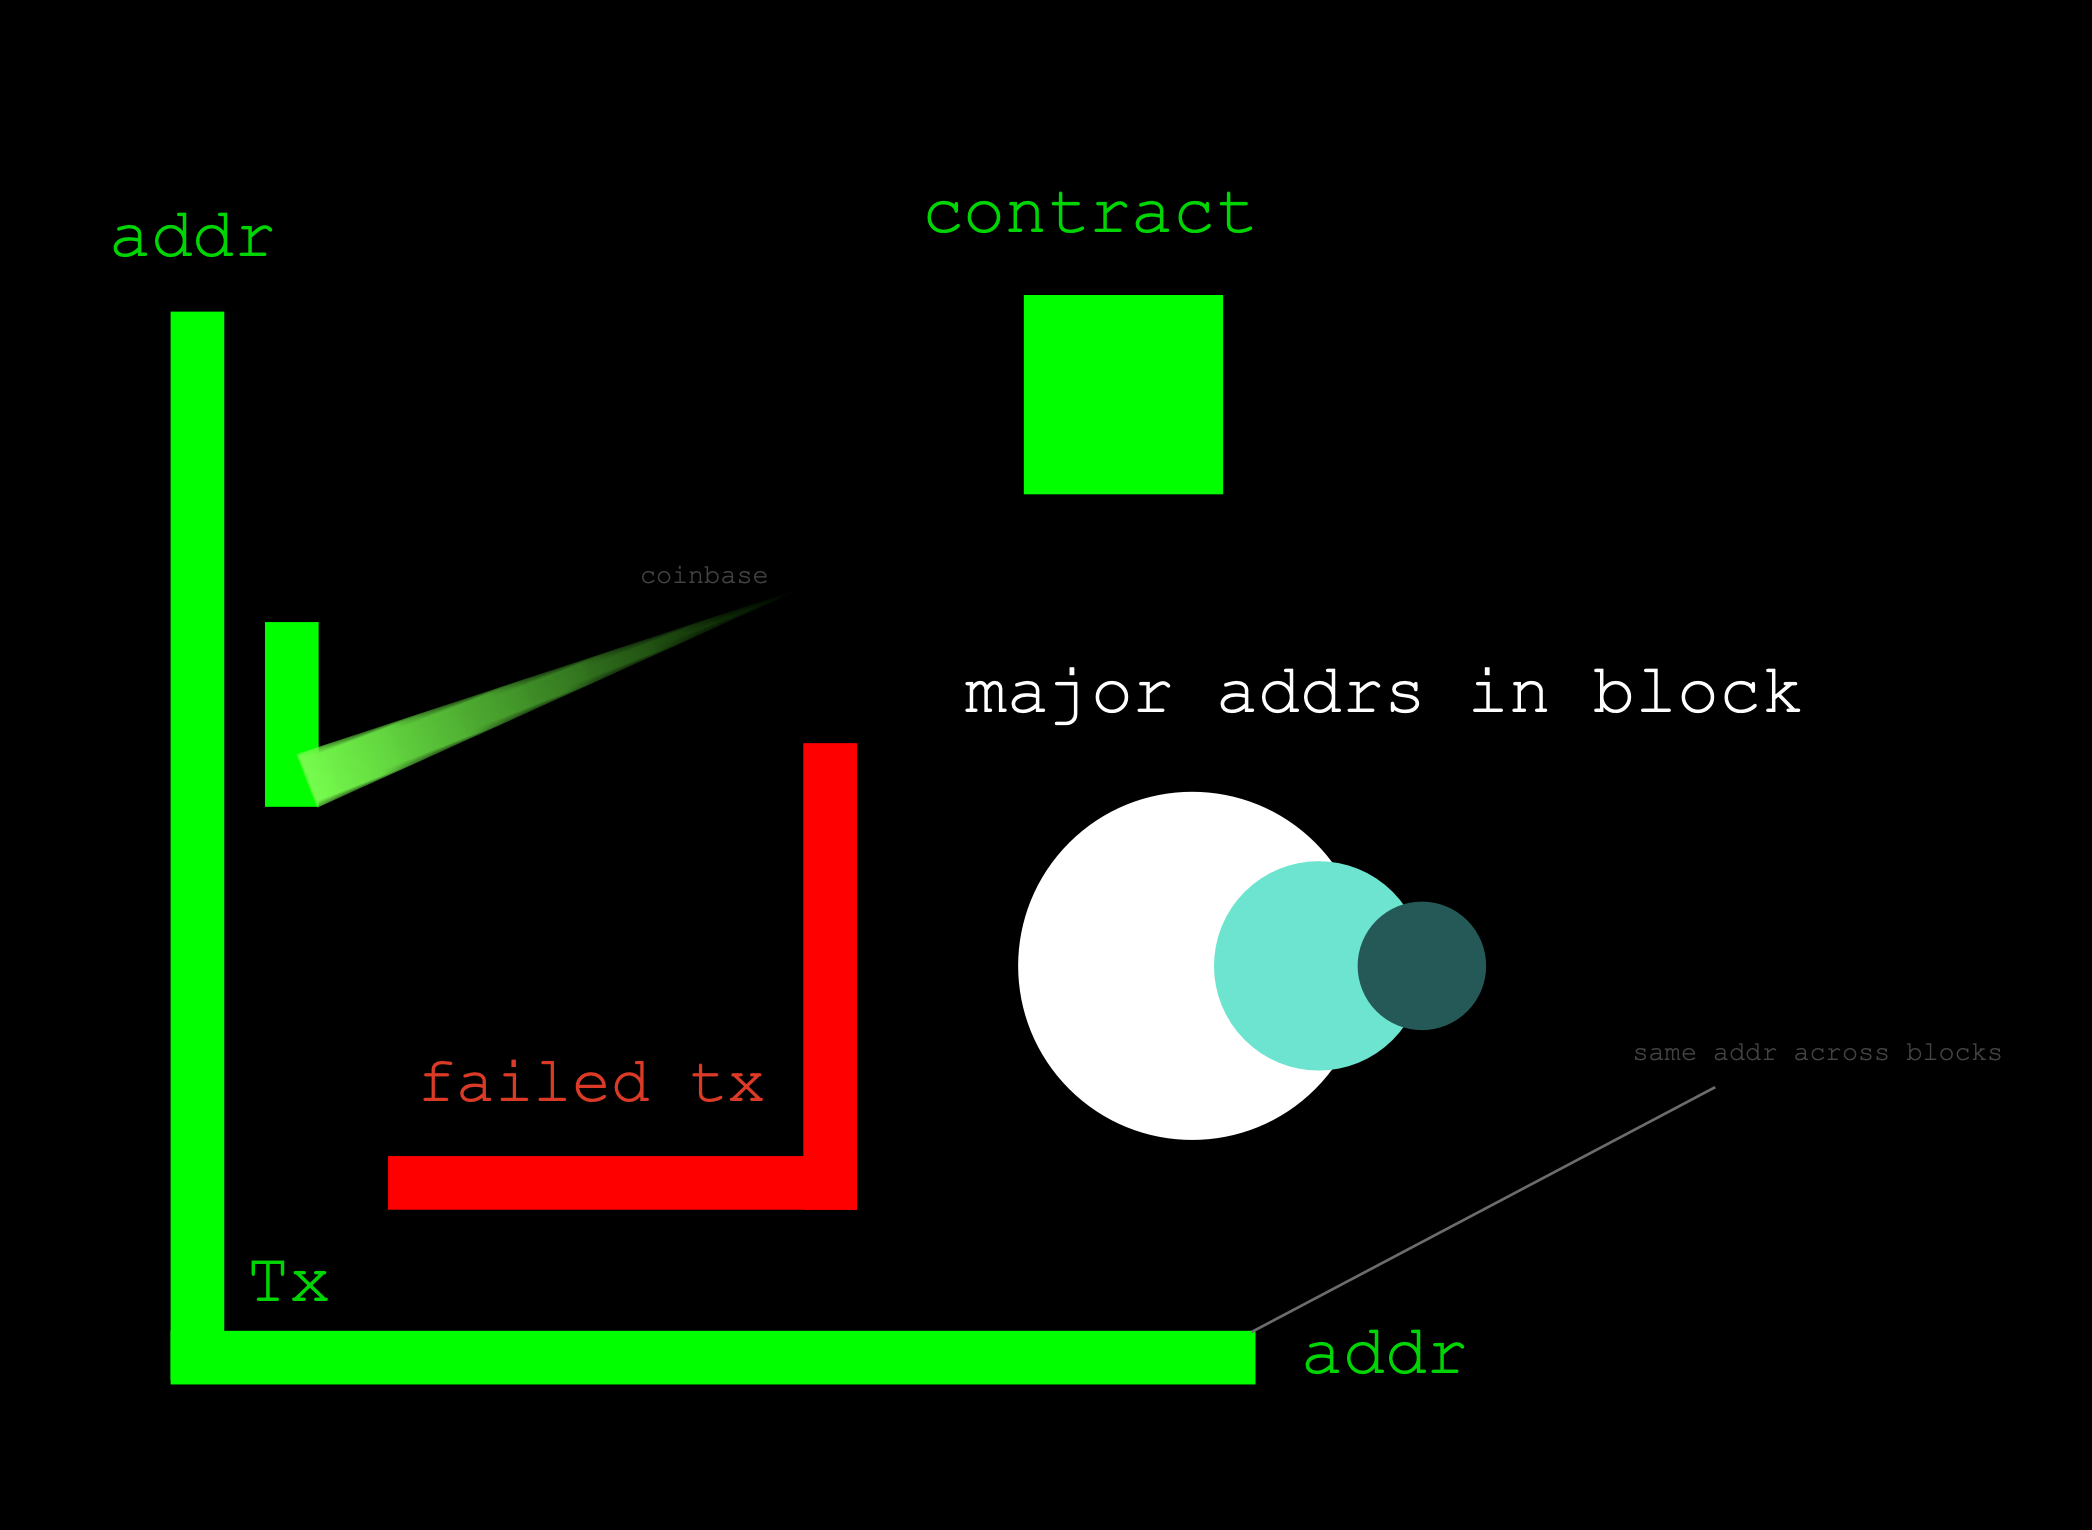 contract
addr
coinbase
major addrs in block
same addr across blocks
failed tx
Tx
addr